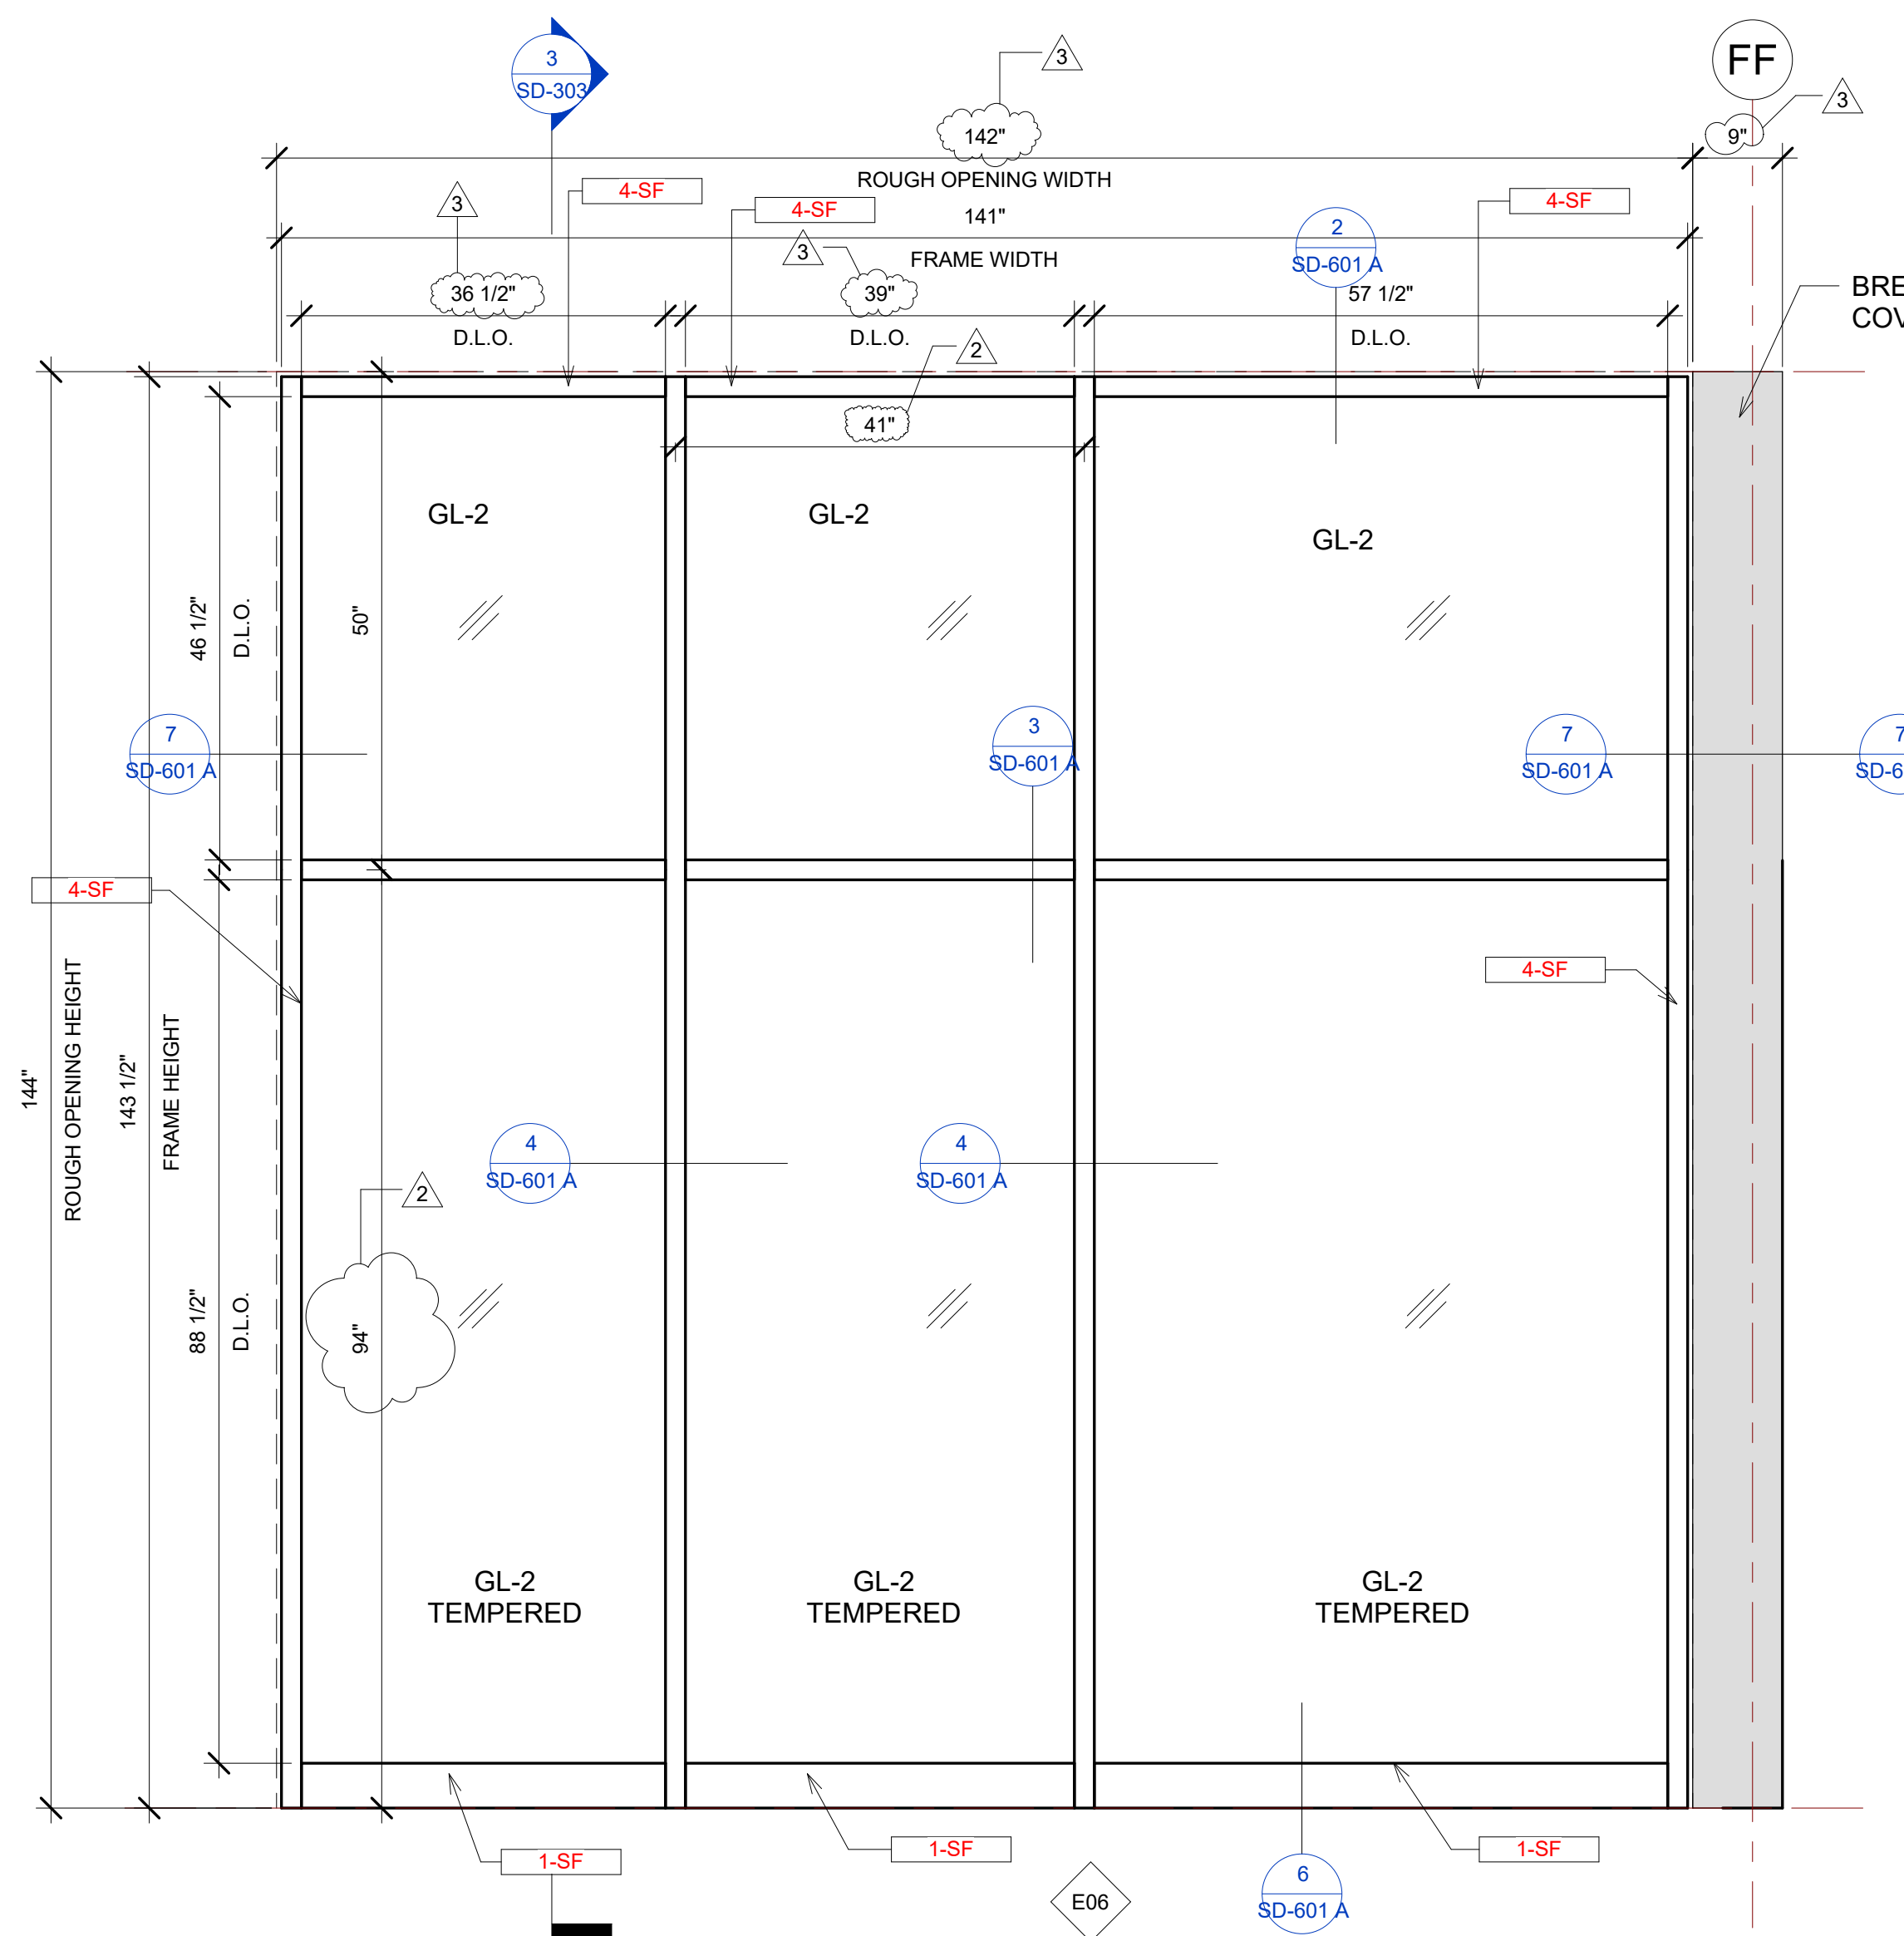 3
SD-303
3
FF
3
142"
9"
ROUGH OPENING WIDTH
4-SF
4-SF
4-SF
3
141"
3
FRAME WIDTH
2
SD-601 A
36 1/2"
39"
57 1/2"
BRE
COV
D.L.O.
D.L.O.
D.L.O.
2
41"
GL-2
GL-2
GL-2
46 1/2"
D.L.O.
50"
7
SD-601 A
3
SD-601 A
7
SD-601 A
7
SD-6
4-SF
4-SF
144"
ROUGH OPENING HEIGHT
143 1/2"
FRAME HEIGHT
4
SD-601 A
4
SD-601 A
2
88 1/2"
D.L.O.
94"
GL-2
TEMPERED
GL-2
TEMPERED
GL-2
TEMPERED
1-SF
1-SF
1-SF
E06
6
SD-601 A